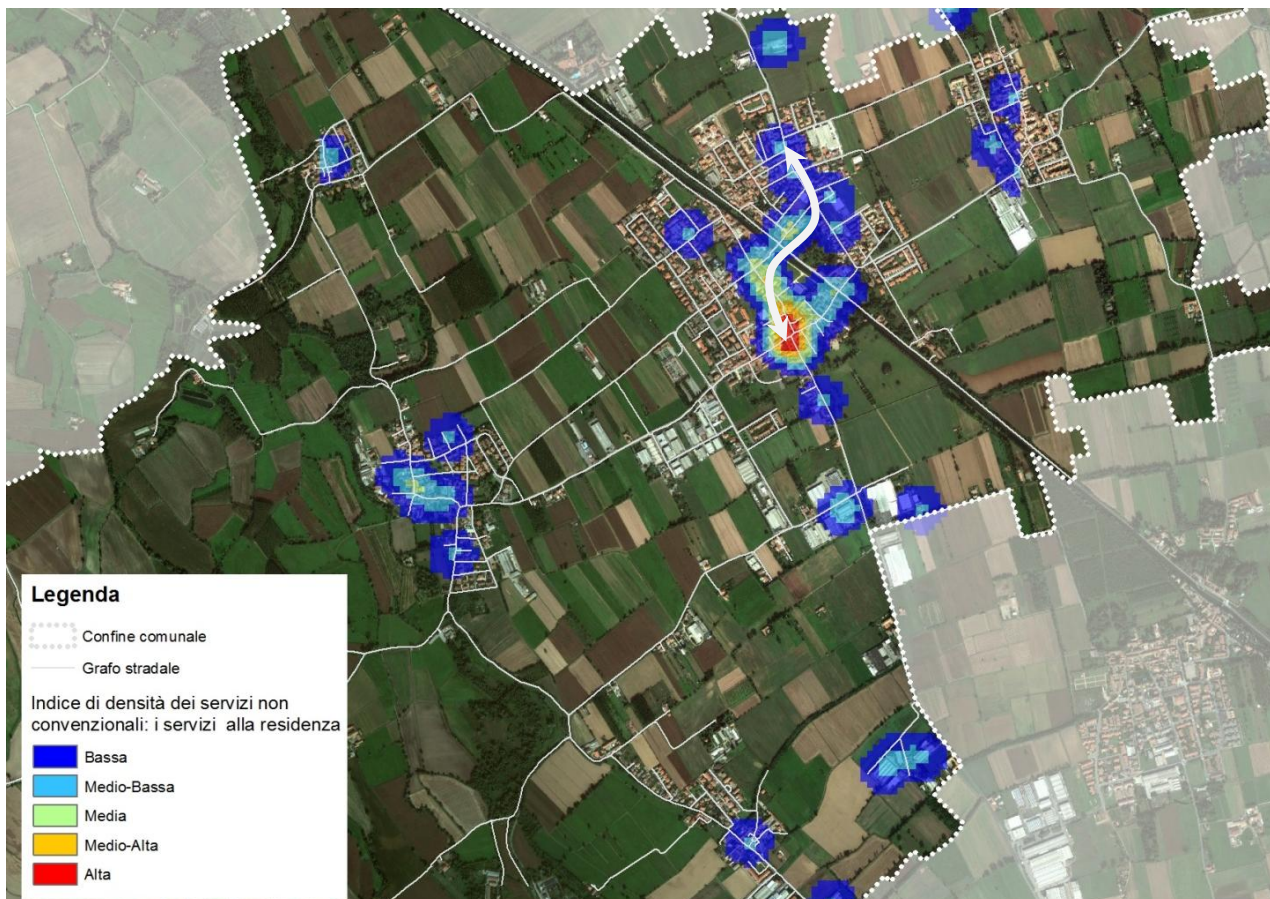 Legenda
Confine comunale
Grafo stradale
Indice di densità dei servizi non
convenzionali: i servizi alla residenza
Bassa
Medio-Bassa
Media
Medio-Alta
Alta